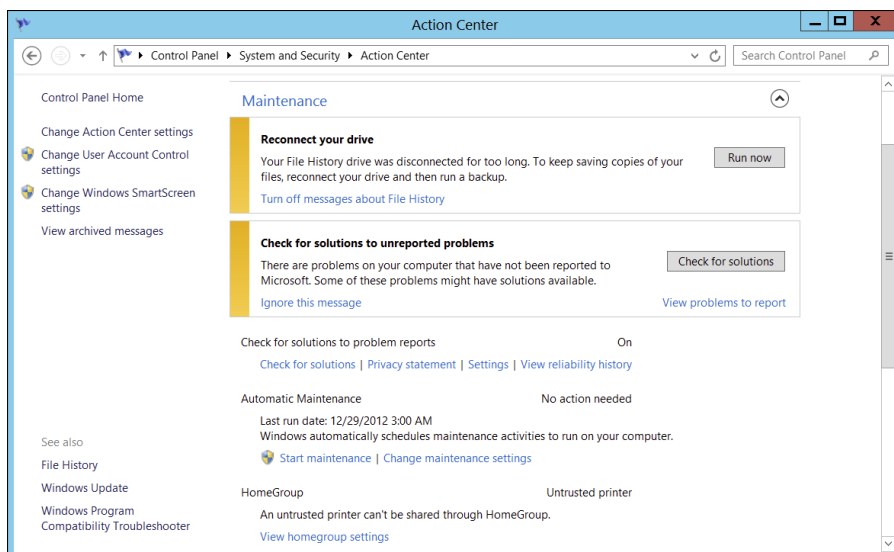 Action Center
Control Panel System and Security Action Center
Search Control Panel
Control Panel Home
Change Action Center settings
Change User Account Control
settings
Change Windows SmartScreen
settings
View archived messages
See also
File History
Windows Update
Windows Program
Compatibility Troubleshooter
Maintenance
Reconnect your drive
Your File History drive was disconnected for too long. To keep saving copies of your
files, reconnect your drive and then run a backup.
Run now
Turn off messages about File History
Check for solutions to unreported problems
There are problems on your computer that have not been reported to
Microsoft. Some of these problems might have solutions available.
Check for solutions
Ignore this message
View problems to report
Check for solutions to problem reports On
Check for solutions | Privacy statement | Settings | View reliability history
Automatic Maintenance No action needed
Last run date: 12/29/2012 3:00 AM
Windows automatically schedules maintenance activities to run on your computer.
Start maintenance | Change maintenance settings
HomeGroup Untrusted printer
An untrusted printer can't be shared through HomeGroup.
View homegroup settings